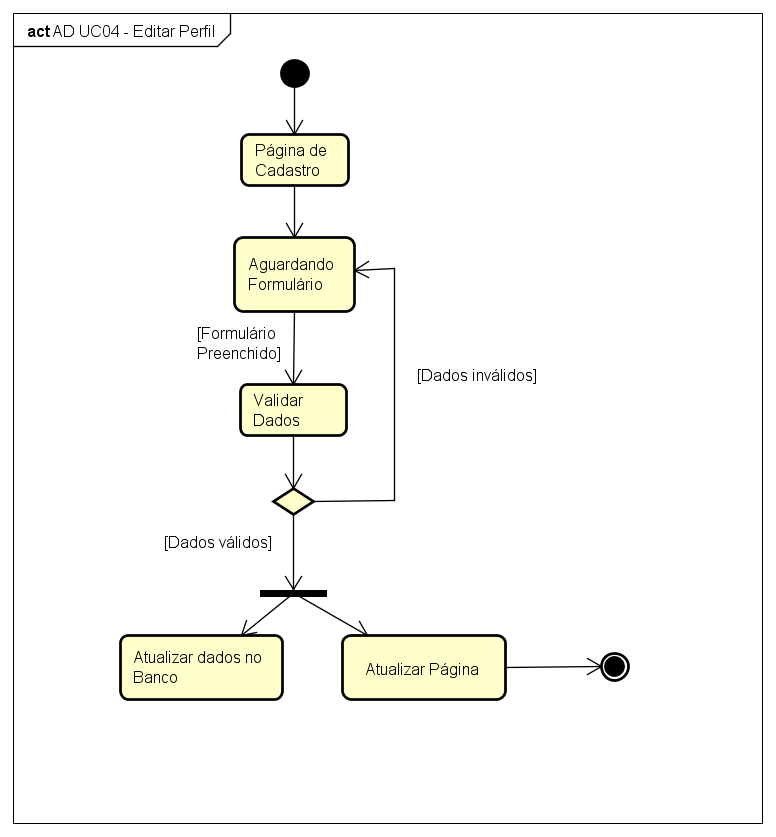 act AD UC04 - Editar Perfil
Página de
Cadastro
Aguardando
Formulário
[Formulário
Preenchido]
[Dados inválidos]
Validar
Dados
[Dados válidos]
Atualizar dados no
Banco
Atualizar Página